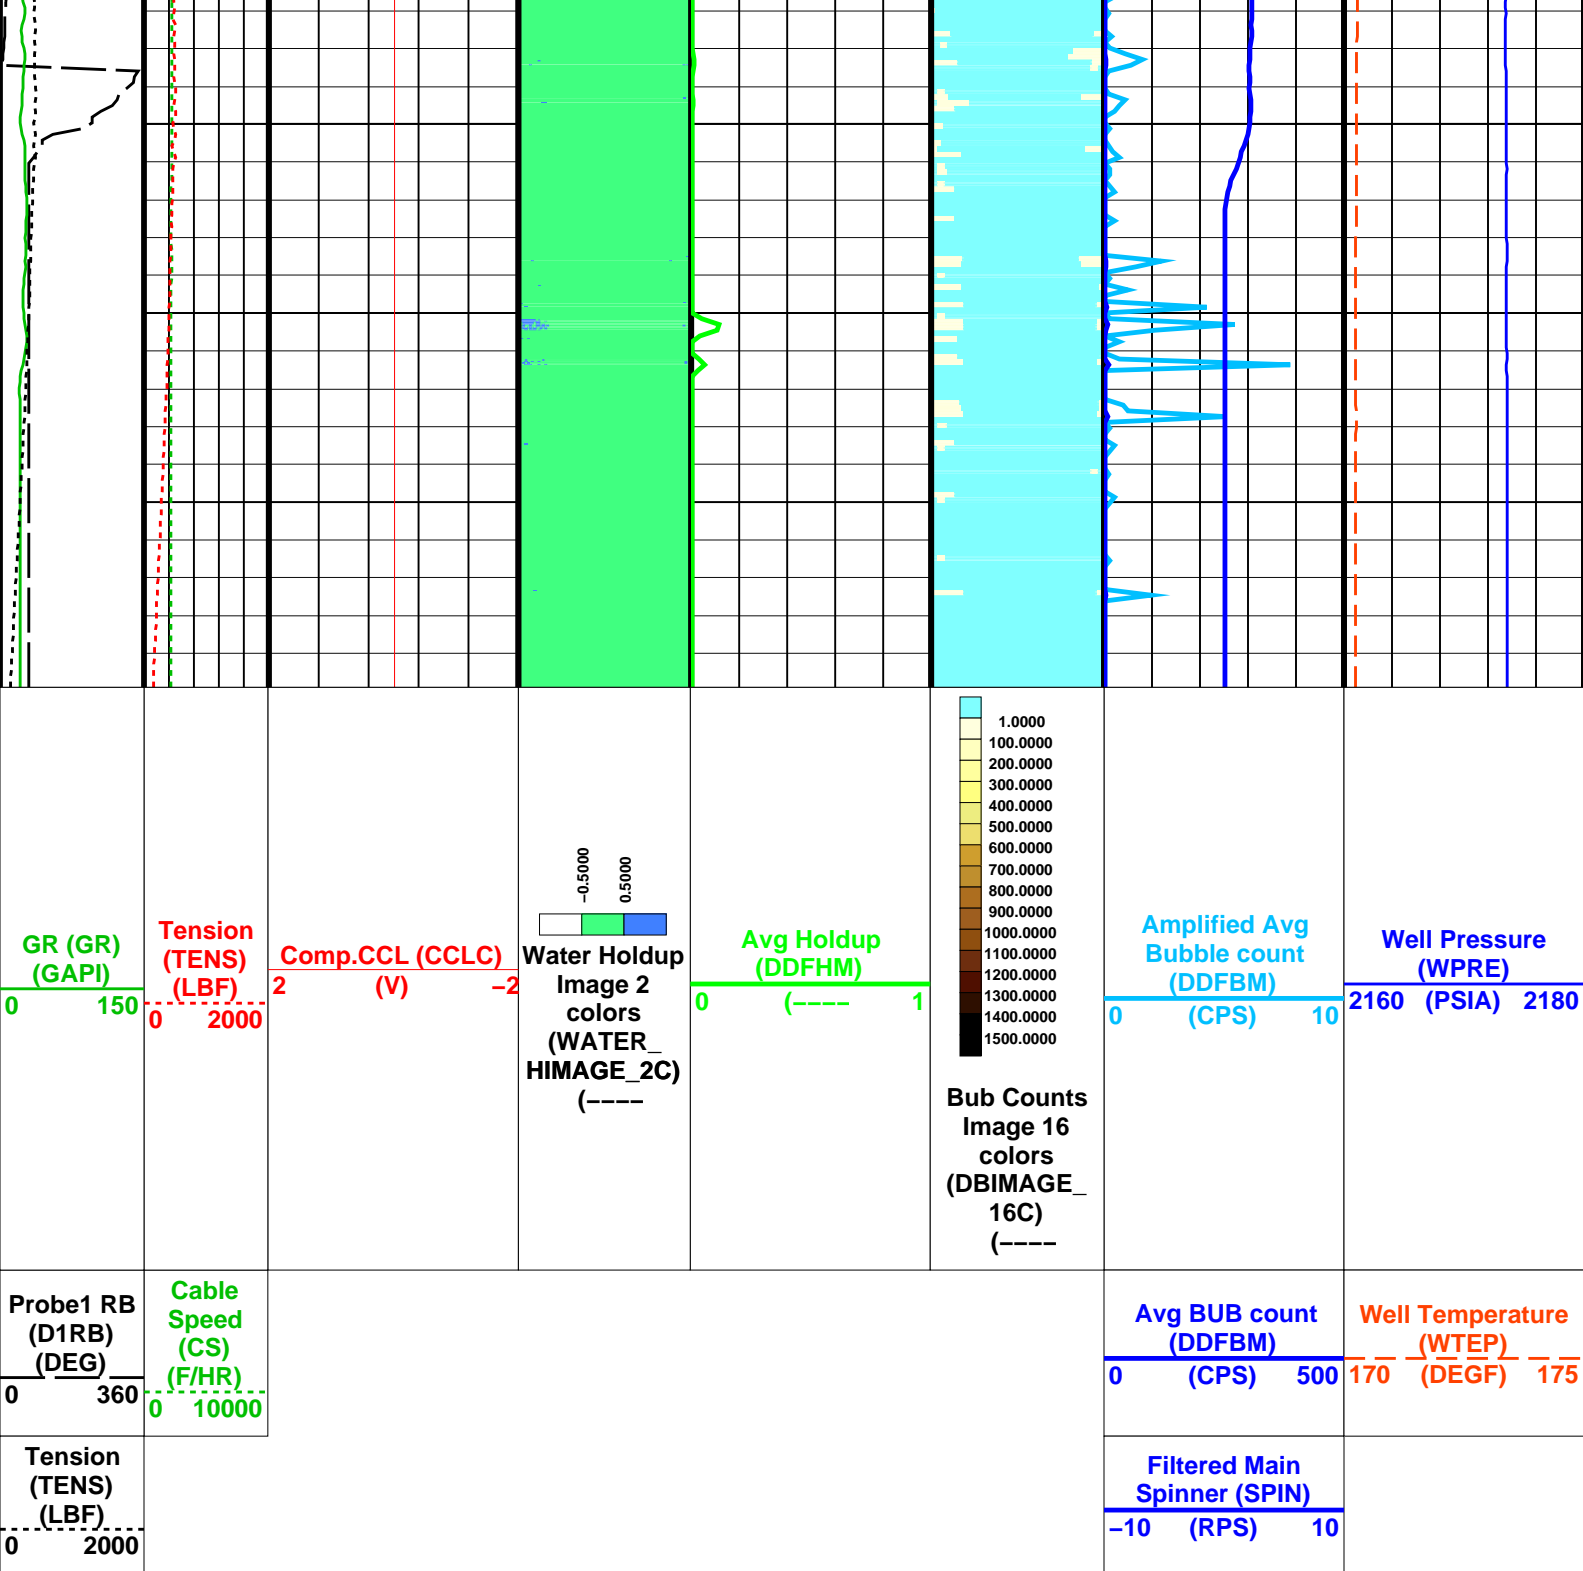 GR (GR)
(GAPI)
0 150
Tension
(TENS)
(LBF)
0 2000
Comp.CCL (CCLC)
2 (V) −2
−0.5000
0.5000
Water Holdup
Image 2
colors
(WATER_
HIMAGE_2C)
(−−−−
Avg Holdup
(DDFHM)
0 (−−−− 1
1.0000
100.0000
200.0000
300.0000
400.0000
500.0000
600.0000
700.0000
800.0000
900.0000
1000.0000
1100.0000
1200.0000
1300.0000
1400.0000
1500.0000
Bub Counts
Image 16
colors
(DBIMAGE_
16C)
(−−−−
Amplified Avg
Bubble count
(DDFBM)
0 (CPS) 10
Well Pressure
(WPRE)
2160 (PSIA) 2180
Probe1 RB
(D1RB)
(DEG)
0 360
Cable
Speed
(CS)
(F/HR)
0 10000
Avg BUB count
(DDFBM)
0 (CPS) 500
Well Temperature
(WTEP)
170 (DEGF) 175
Tension
(TENS)
(LBF)
0 2000
Filtered Main
Spinner (SPIN)
−10 (RPS) 10